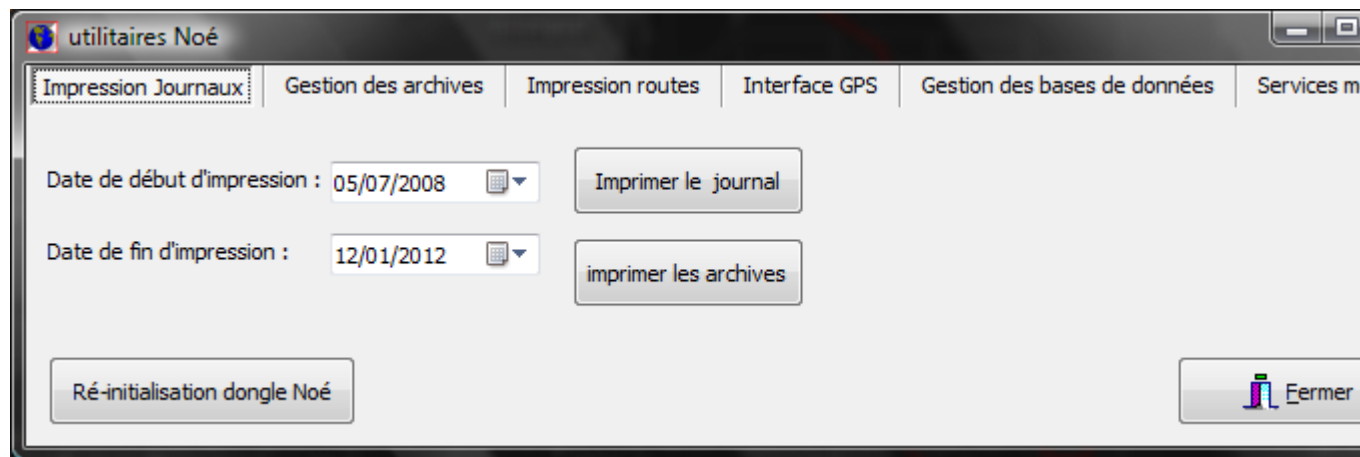 utilitaires Noé
Impression Journaux Gestion des archives Impression routes Interface GPS Gestion des bases de données Services m
Date de début d'impression : 05/07/2008 Imprimer le journal
Date de fin d'impression : 12/01/2012 imprimer les archives
Ré-initialisation dongle Noé Fermer